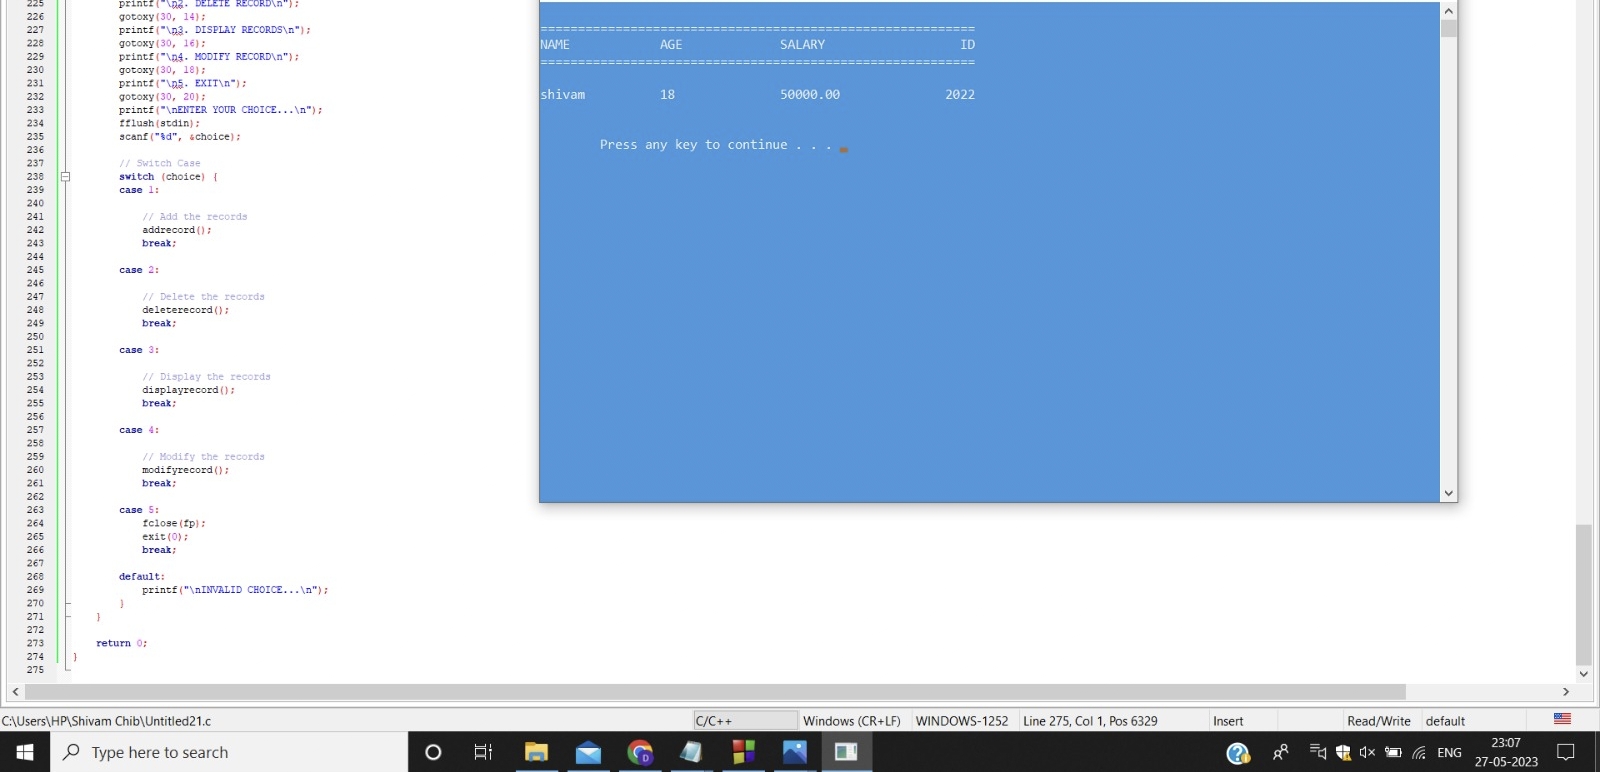 225 printf("\n2. DELETE RECORD\n");
226 gotoxy(30, 14);
227 printf("\n3. DISPLAY RECORDS\n");
228 gotoxy(30, 16);
229 printf("\n4. MODIFY RECORD\n");
230 gotoxy(30, 18);
231 printf("\n5. EXIT\n");
232 gotoxy(30, 20);
233 printf("\nENTER YOUR CHOICE...\n");
234 fflush(stdin);
235 scanf("%d", &choice);
236
237 // Switch Case
238 switch (choice) {
239 case 1:
240
241 // Add the records
242 addrecord();
243 break;
244
245 case 2:
246
247 // Delete the records
248 deleterecord();
249 break;
250
251 case 3:
252
253 // Display the records
254 displayrecord();
255 break;
256
257 case 4:
258
259 // Modify the records
260 modifyrecord();
261 break;
262
263 case 5:
264 fclose(fp);
265 exit(0);
266 break;
267
268 default:
269 printf("\nINVALID CHOICE...\n");
270 }
271 }
272
273 return 0;
274 }
275
==========================================================
NAME AGE SALARY ID
==========================================================
shivam 18 50000.00 2022
Press any key to continue . . .
C:\Users\HP\Shivam Chib\Untitled21.c C/C++ Windows (CR+LF) WINDOWS-1252 Line 275, Col 1, Pos 6329 Insert Read/Write default
Type here to search
ENG
23:07
27-05-2023